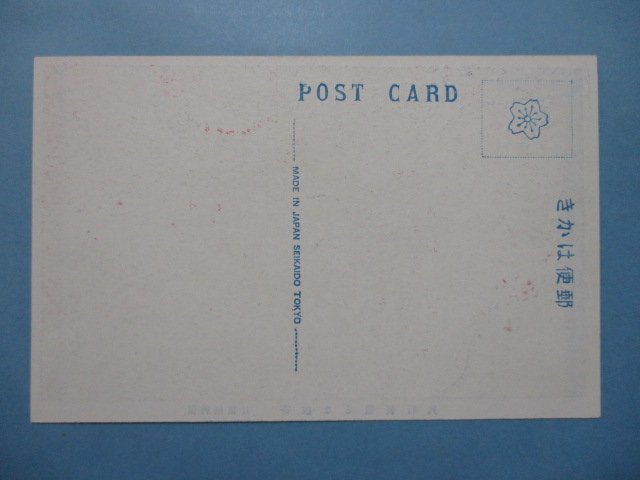 POST CARD
MADE IN JAPAN SEIKAIDO TOKYO
きかは便郵